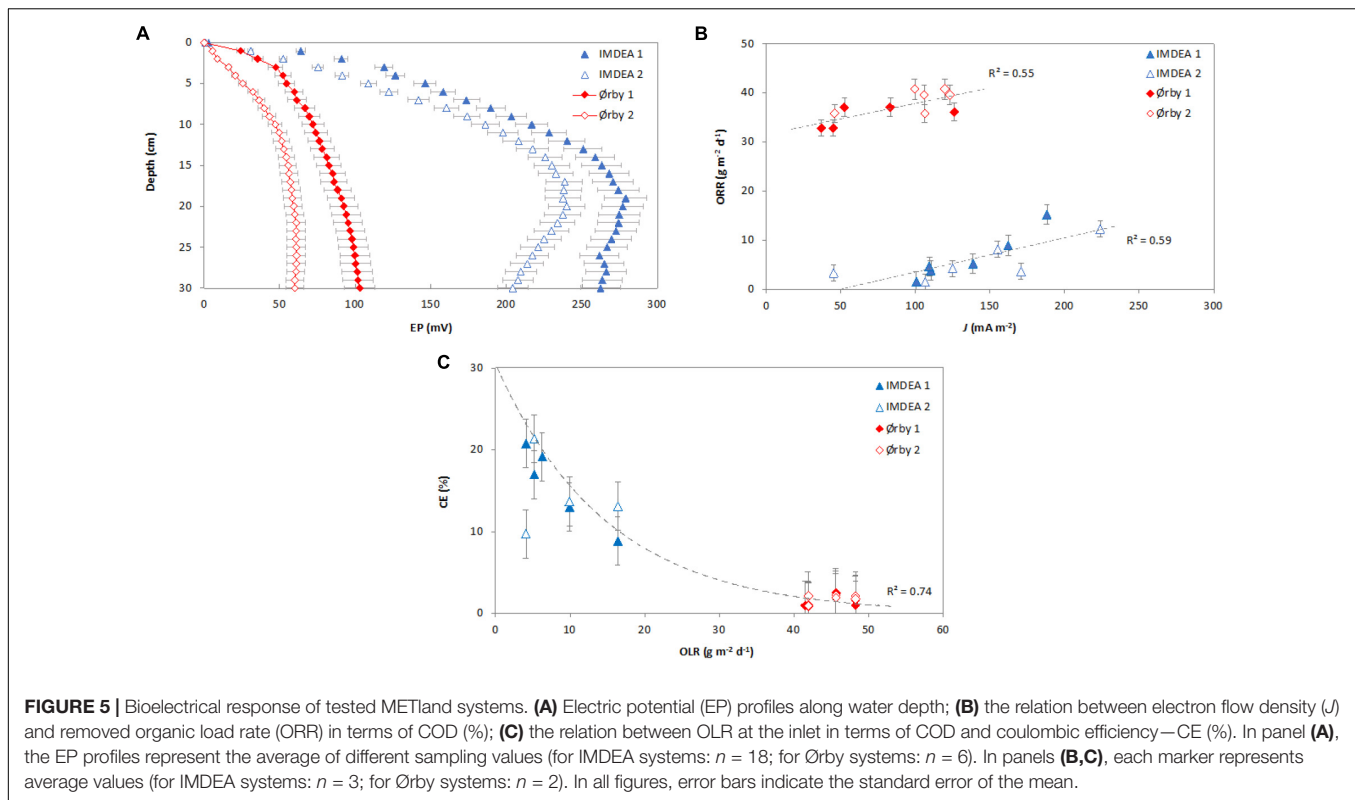 A
0
5
10
15
20
25
30
Depth (cm)
0
50
100
150
200
250
300
EP (mV)
IMDEA 1
IMDEA 2
Ørby 1
Ørby 2
B
50
40
30
20
10
0
ORR (g m⁻² d⁻¹)
0
50
100
150
200
250
300
J (mA m⁻²)
IMDEA 1
IMDEA 2
Ørby 1
Ørby 2
R² = 0.55
R² = 0.59
C
30
20
10
0
CE (%)
0
10
20
30
40
50
60
OLR (g m⁻² d⁻¹)
IMDEA 1
IMDEA 2
Ørby 1
Ørby 2
R² = 0.74
FIGURE 5 | Bioelectrical response of tested METland systems. (A) Electric potential (EP) profiles along water depth; (B) the relation between electron flow density (J)
and removed organic load rate (ORR) in terms of COD (%); (C) the relation between OLR at the inlet in terms of COD and coulombic efficiency—CE (%). In panel (A),
the EP profiles represent the average of different sampling values (for IMDEA systems: n = 18; for Ørby systems: n = 6). In panels (B,C), each marker represents
average values (for IMDEA systems: n = 3; for Ørby systems: n = 2). In all figures, error bars indicate the standard error of the mean.